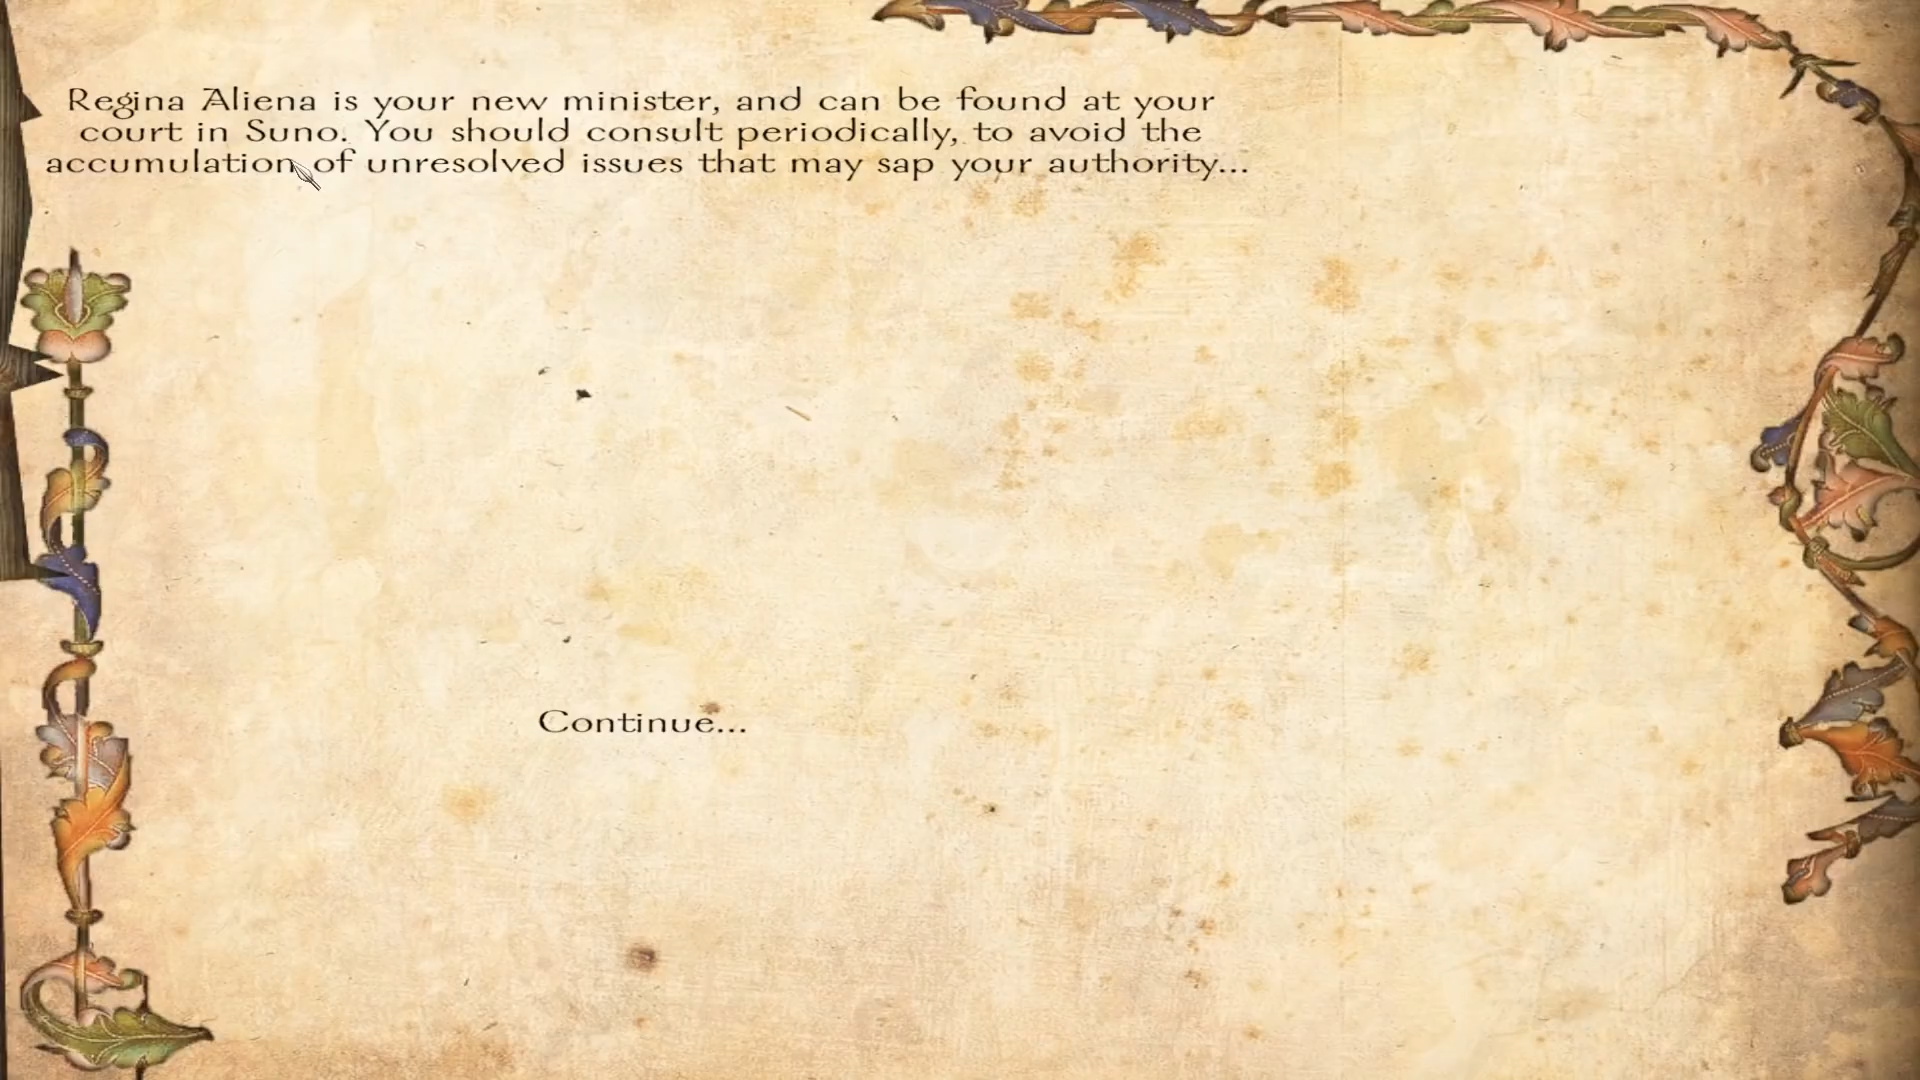 Regina Aliena is your new minister, and can be found at your
court in Suno. You should consult periodically, to avoid the
accumulation of unresolved issues that may sap your authority...
Continue...